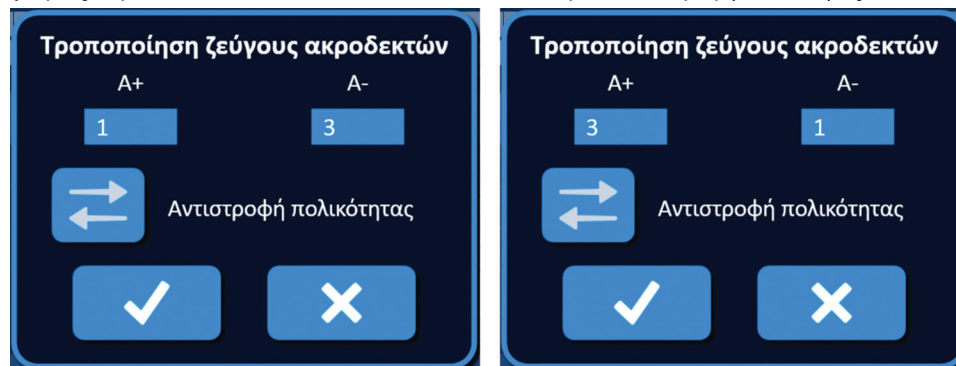 Τροποποίηση ζεύγους ακροδεκτών
A+ A-
1 3
Αντιστροφή πολικότητας
Τροποποίηση ζεύγους ακροδεκτών
A+ A-
3 1
Αντιστροφή πολικότητας